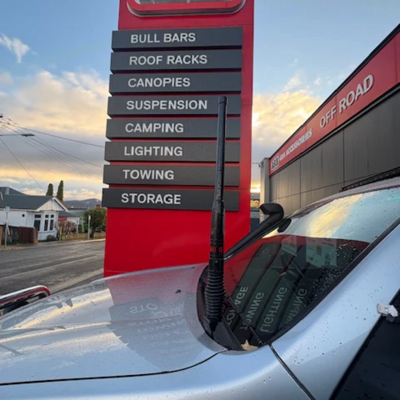 BULL BARS
ROOF RACKS
CANOPIES
SUSPENSION
CAMPING
LIGHTING
TOWING
STORAGE
OFF ROAD